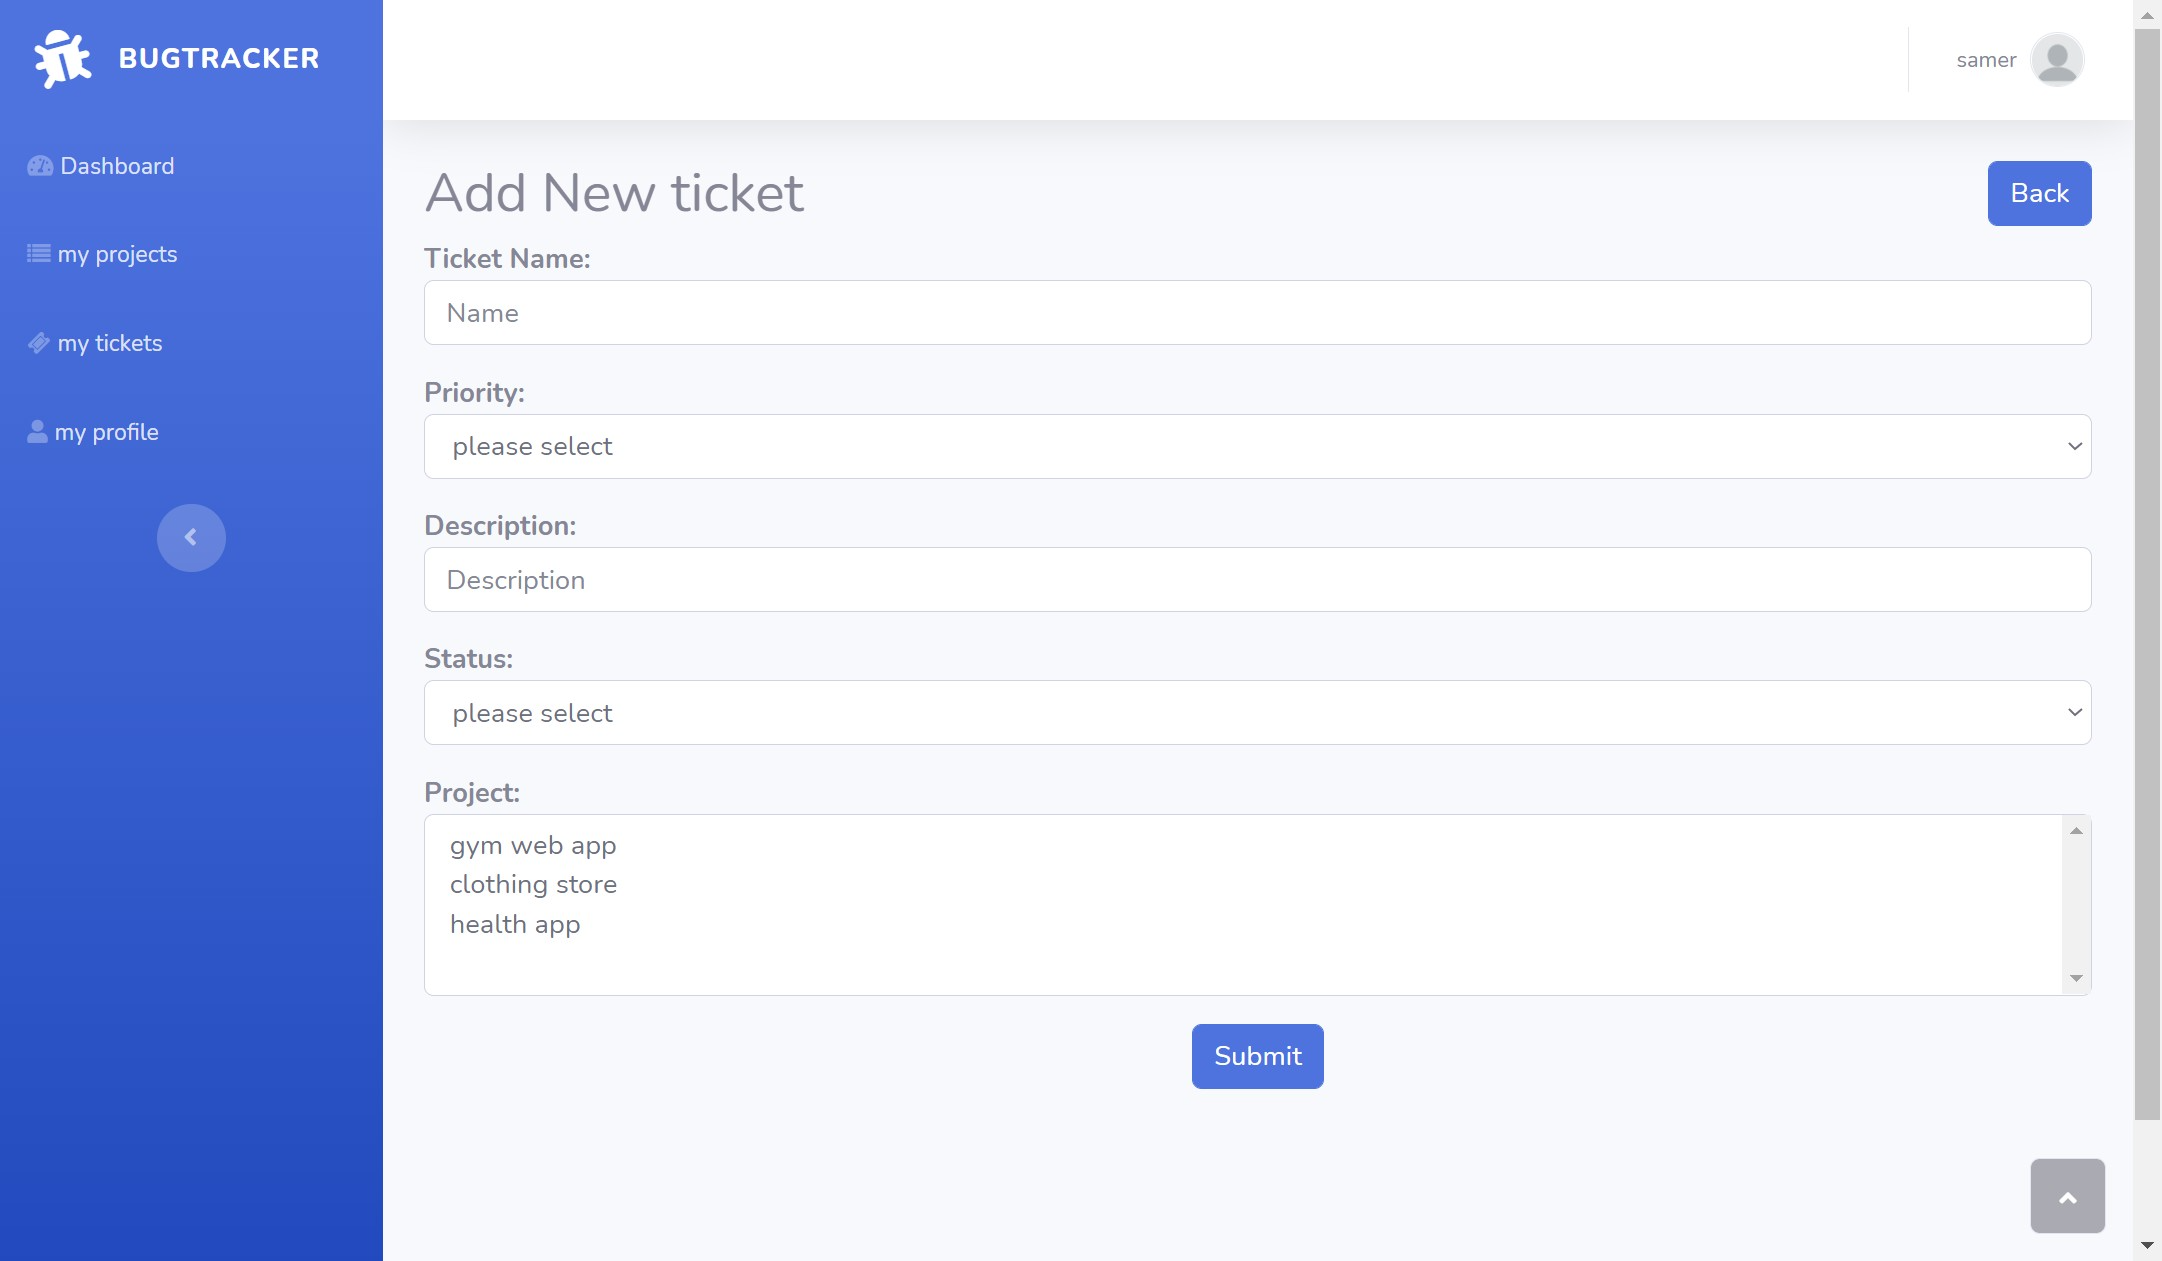 BUGTRACKER
Dashboard
my projects
my tickets
my profile
samer
Add New ticket
Back
Ticket Name:
Name
Priority:
please select
Description:
Description
Status:
please select
Project:
gym web app
clothing store
health app
Submit